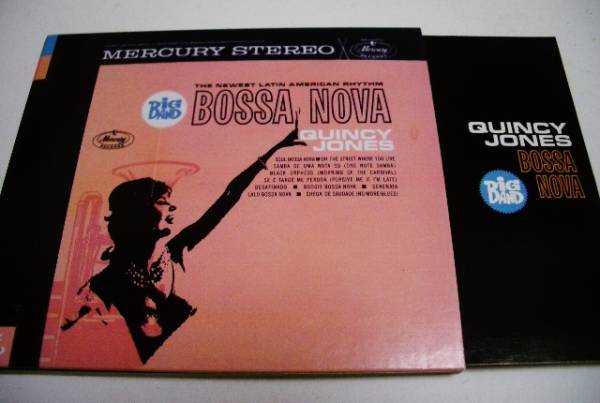 MERCURY STEREO
Mercury
THE NEWEST LATIN AMERICAN RHYTHM
BIG BAND
BOSSA NOVA
Mercury
RECORDS
QUINCY
JONES
SOUL BOSSA NOVA ■ ON THE STREET WHERE YOU LIVE
SAMBA DE UMA NOTA SO (ONE NOTE SAMBA)
BLACK ORPHEUS (MORNING OF THE CARNIVAL)
SE E TARDE ME PERDOA (FORGIVE ME IF I'M LATE)
DESAFINADO ■ BOOGIE BOSSA NOVA ■ SERENATA
LALO BOSSA NOVA ■ CHEGA DE SAUDADE (NO MORE BLUES)
QUINCY
JONES
BIG BAND
BOSSA
NOVA